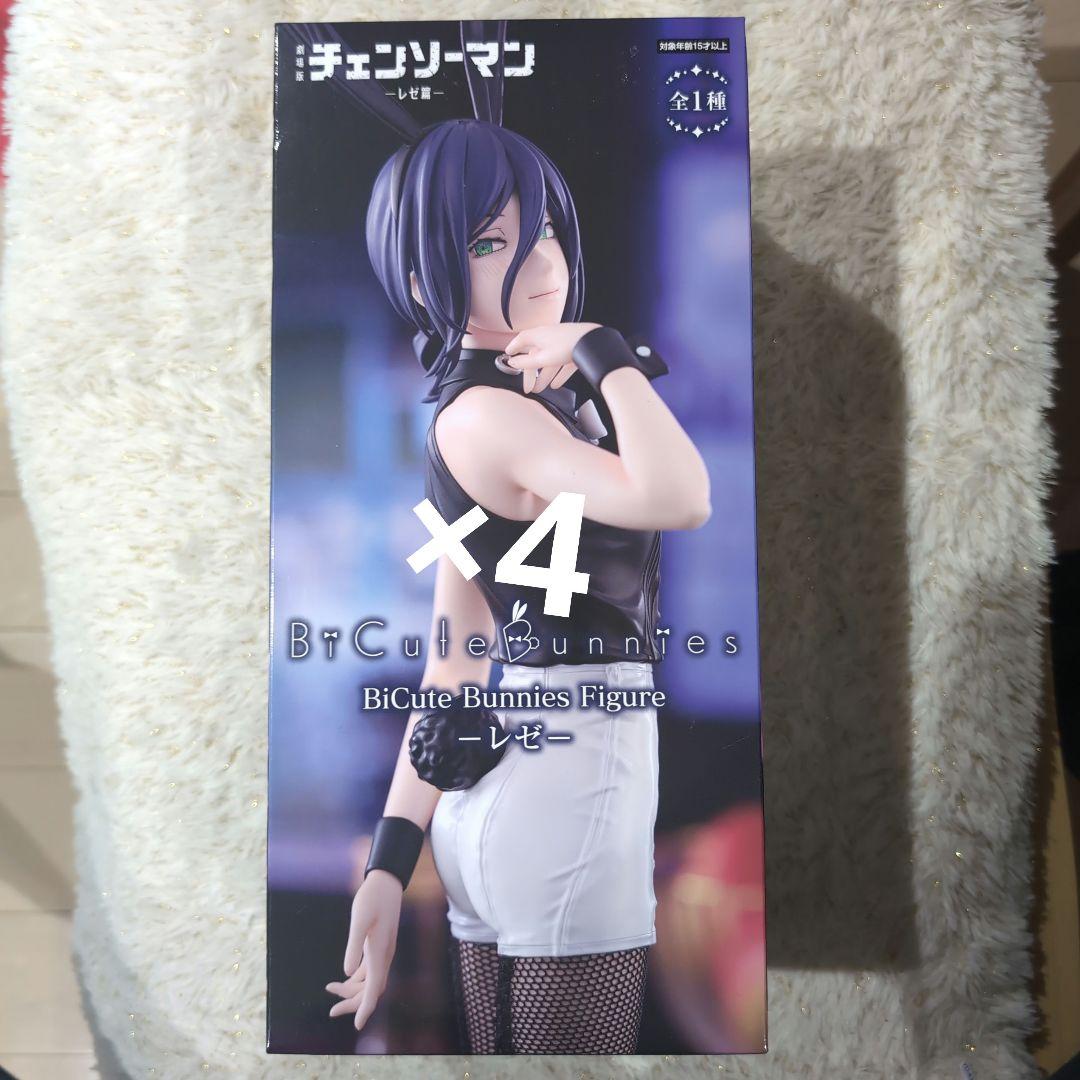 劇場版
チェンソーマン
―レゼ篇―
対象年齢15才以上
全1種
×4
BiCute Bunnies
BiCute Bunnies Figure
―レゼ―